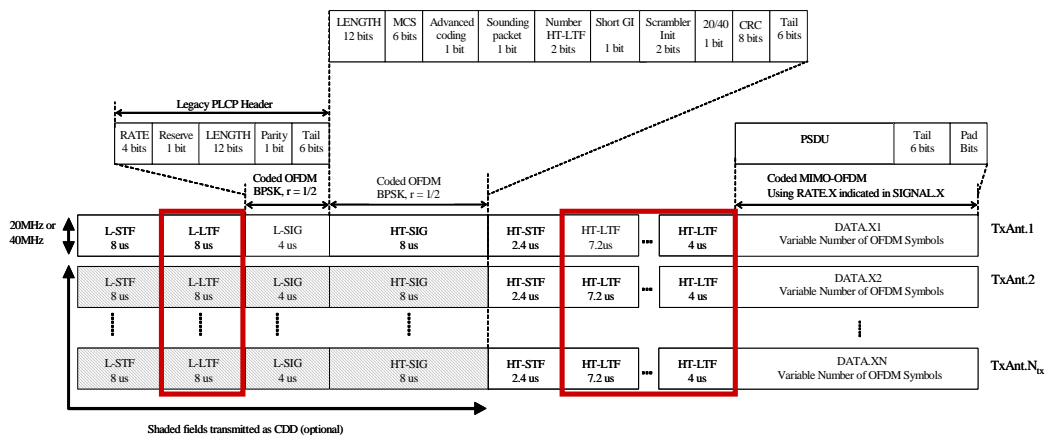 LENGTH 12 bits
MCS 6 bits
Advanced coding 1 bit
Sounding packet 1 bit
Number HT-LTF 2 bits
Short GI 1 bit
Scrambler Init 2 bits
20/40 1 bit
CRC 8 bits
Tail 6 bits
Legacy PLCP Header
RATE 4 bits
Reserve 1 bit
LENGTH 12 bits
Parity 1 bit
Tail 6 bits
PSDU
Tail 6 bits
Pad Bits
Coded OFDM BPSK, r = 1/2
Coded OFDM BPSK, r = 1/2
Coded MIMO-OFDM
Using RATE.X indicated in SIGNAL.X
20MHz or 40MHz
L-STF 8 us
L-LTF 8 us
L-SIG 4 us
HT-SIG 8 us
HT-STF 2.4 us
HT-LTF 7.2us
...
HT-LTF 4 us
DATA.X1 Variable Number of OFDM Symbols
TxAnt.1
L-STF 8 us
L-LTF 8 us
L-SIG 4 us
HT-SIG 8 us
HT-STF 2.4 us
HT-LTF 7.2 us
...
HT-LTF 4 us
DATA.X2 Variable Number of OFDM Symbols
TxAnt.2
L-STF 8 us
L-LTF 8 us
L-SIG 4 us
HT-SIG 8 us
HT-STF 2.4 us
HT-LTF 7.2 us
...
HT-LTF 4 us
DATA.XN Variable Number of OFDM Symbols
TxAnt.Ntx
Shaded fields transmitted as CDD (optional)